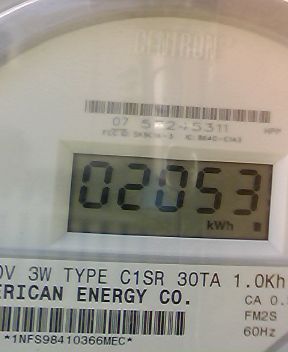 CENTRON
02053
kWh
0V 3W TYPE C1SR 30TA 1.0Kh
ERICAN ENERGY CO.
CA 0.
FM2S
60Hz
*1NFS98410366MEC*